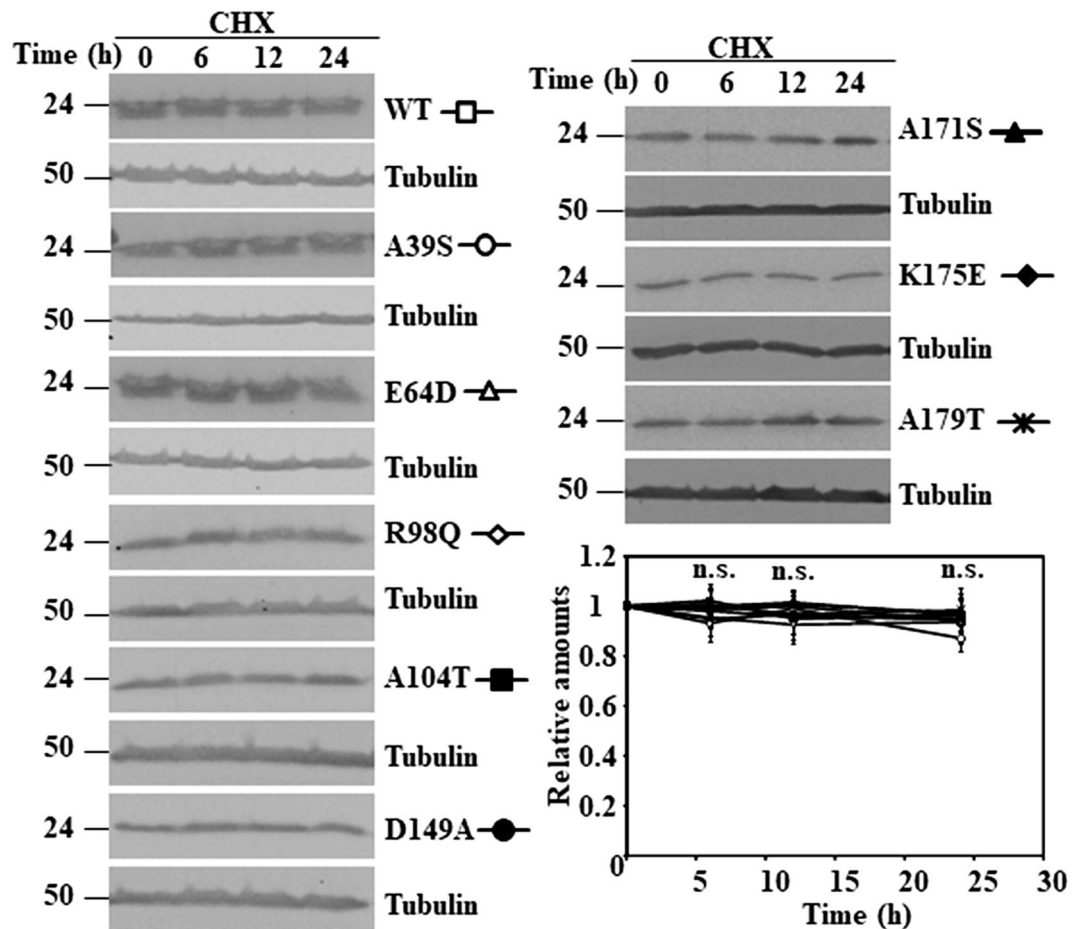 CHX
Time (h) 0 6 12 24
24 WT
50 Tubulin
24 A39S
50 Tubulin
24 E64D
50 Tubulin
24 R98Q
50 Tubulin
24 A104T
50 Tubulin
24 D149A
50 Tubulin
CHX
Time (h) 0 6 12 24
24 A171S
50 Tubulin
24 K175E
50 Tubulin
24 A179T
50 Tubulin
1.2
n.s. n.s. n.s.
1
0.8
0.6
0.4
0.2
0
Relative amounts
5 10 15 20 25 30
Time (h)